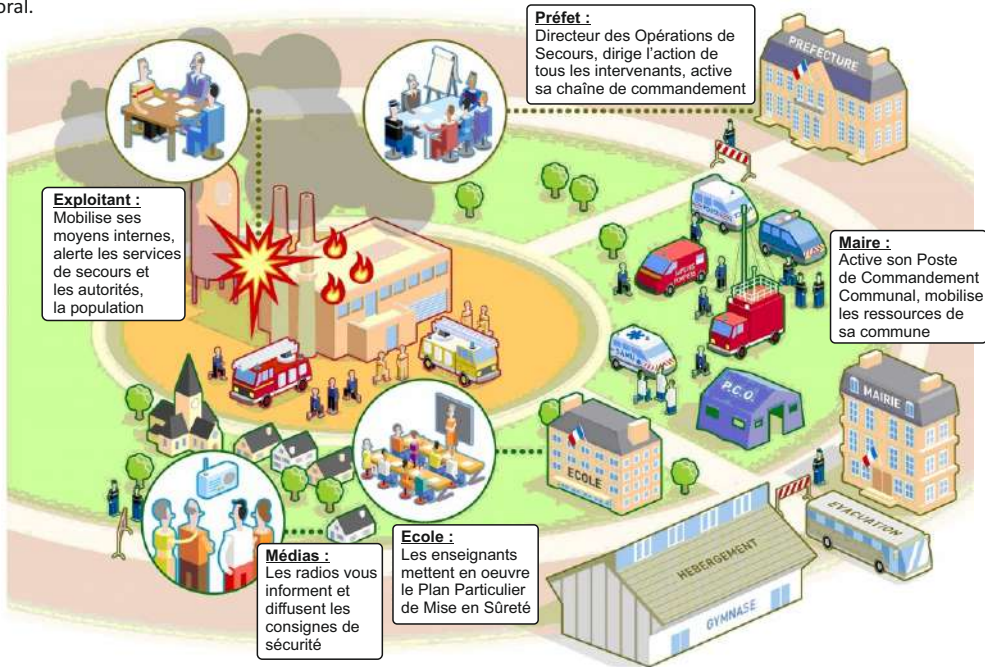 oral.
Préfet :
Directeur des Opérations de
Secours, dirige l'action de
tous les intervenants, active
sa chaîne de commandement
PREFECTURE
Exploitant :
Mobilise ses
moyens internes,
alerte les services
de secours et
les autorités,
la population
Maire :
Active son Poste
de Commandement
Communal, mobilise
les ressources de
sa commune
SAPEURS
POMPIERS
SAMU
P.C.O.
MAIRIE
ECOLE
EVACUATION
HEBERGEMENT
GYMNASE
Médias :
Les radios vous
informent et
diffusent les
consignes de
sécurité
Ecole :
Les enseignants
mettent en oeuvre
le Plan Particulier
de Mise en Sûreté